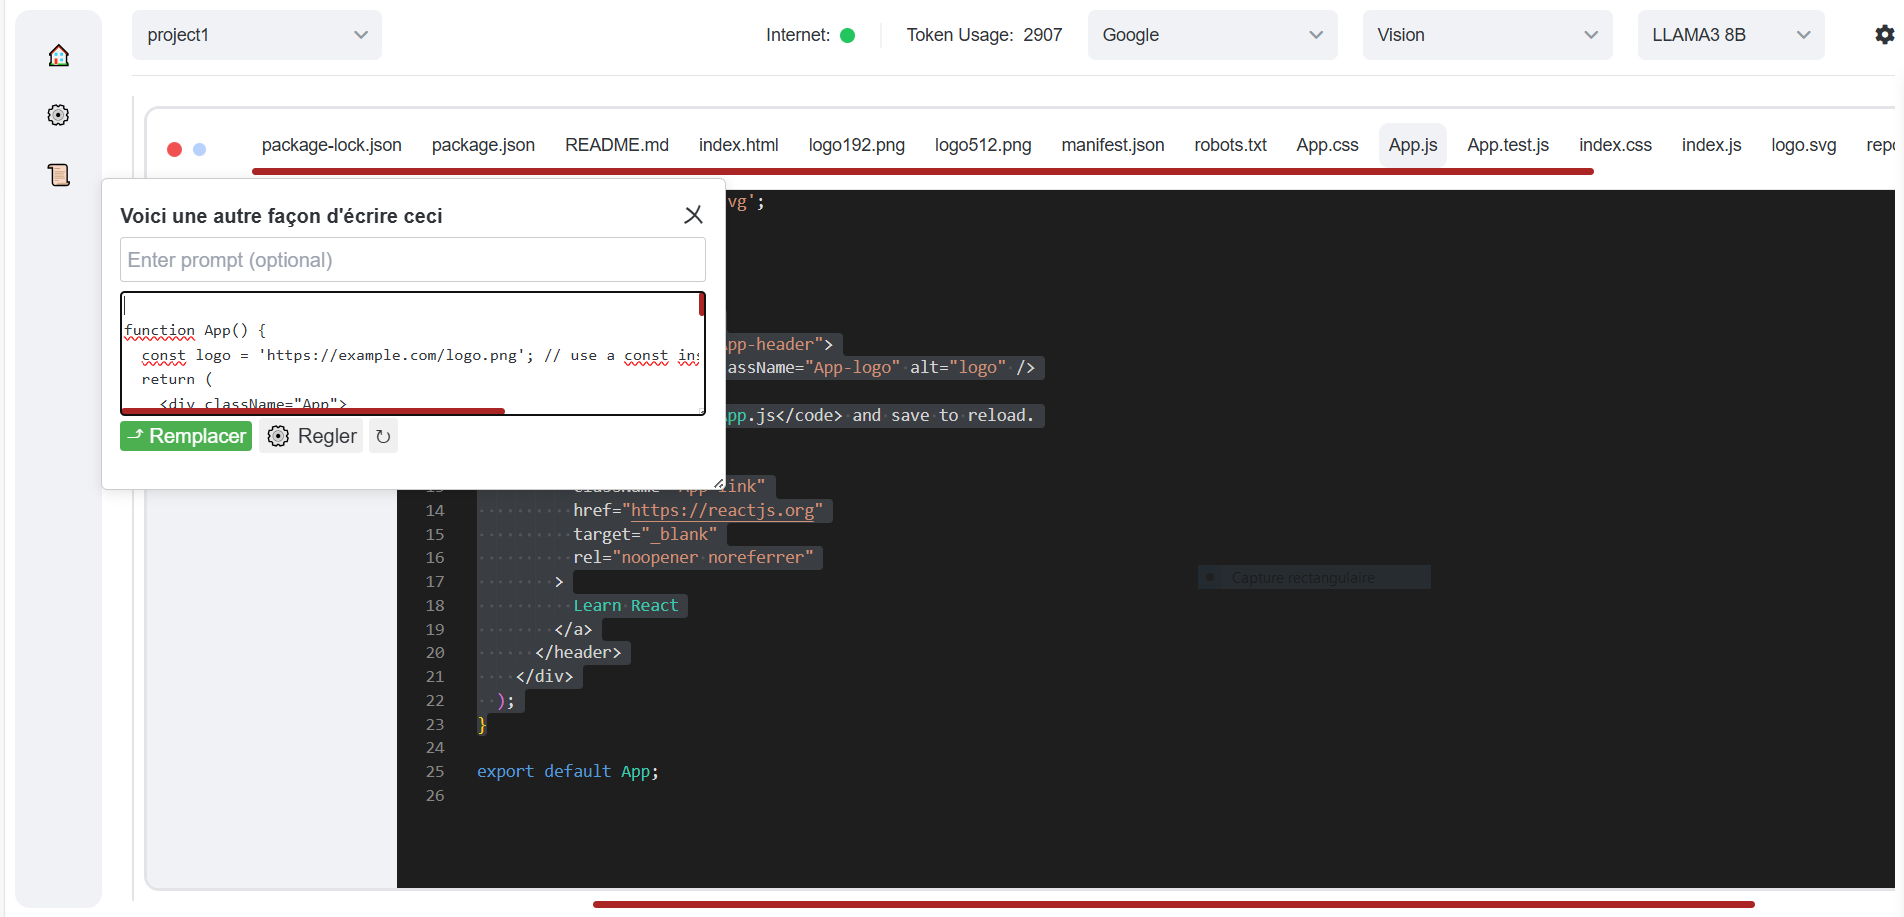 project1
Internet:
Token Usage: 2907
Google
Vision
LLAMA3 8B
package-lock.json
package.json
README.md
index.html
logo192.png
logo512.png
manifest.json
robots.txt
App.css
App.js
App.test.js
index.css
index.js
logo.svg
Voici une autre façon d'écrire ceci
Enter prompt (optional)
function App() {
const logo = 'https://example.com/logo.png'; // use a const ins
return (
<div className="App">
Remplacer
Regler
vg';
pp-header">
assName="App-logo" alt="logo" />
pp.js</code> and save to reload.
14 href="https://reactjs.org"
15 target="_blank"
16 rel="noopener noreferrer"
17 >
18 Learn React
19 </a>
20 </header>
21 </div>
22 );
23 }
24
25 export default App;
26
Capture rectangulaire